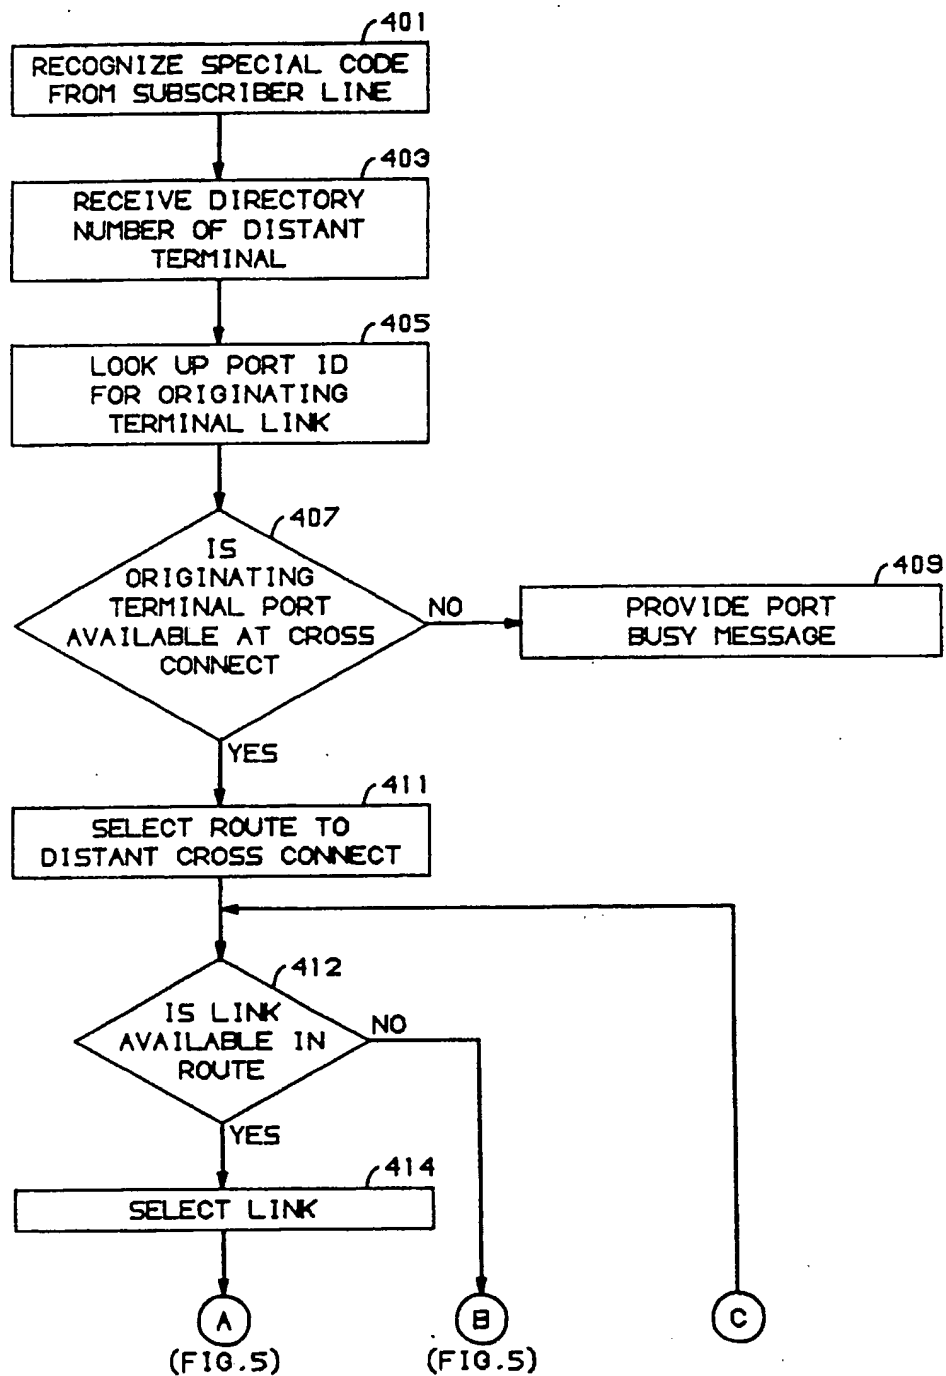 401
RECOGNIZE SPECIAL CODE
FROM SUBSCRIBER LINE
403
RECEIVE DIRECTORY
NUMBER OF DISTANT
TERMINAL
405
LOOK UP PORT ID
FOR ORIGINATING
TERMINAL LINK
407
IS
ORIGINATING
TERMINAL PORT
AVAILABLE AT CROSS
CONNECT
NO
409
PROVIDE PORT
BUSY MESSAGE
YES
411
SELECT ROUTE TO
DISTANT CROSS CONNECT
412
IS LINK
AVAILABLE IN
ROUTE
NO
YES
414
SELECT LINK
A
(FIG.5)
B
(FIG.5)
C